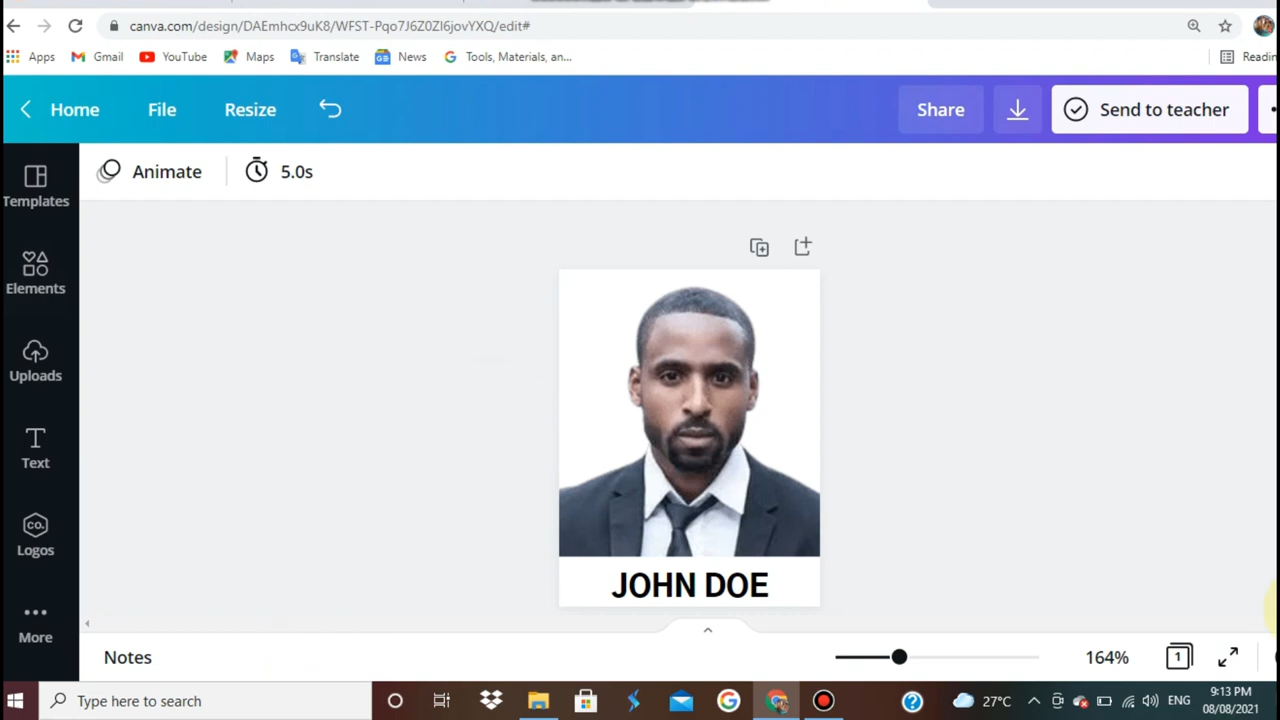 canva.com/design/DAEmhcx9uK8/WFST-Pqo7J6Z0Zl6jovYXQ/edit#
Apps Gmail YouTube Maps Translate News Tools, Materials, an... Readin
Home File Resize Share Send to teacher
Animate 5.0s
Templates
Elements
Uploads
Text
co.
Logos
More
JOHN DOE
Notes 164% 1
Type here to search 27°C ENG 9:13 PM
08/08/2021